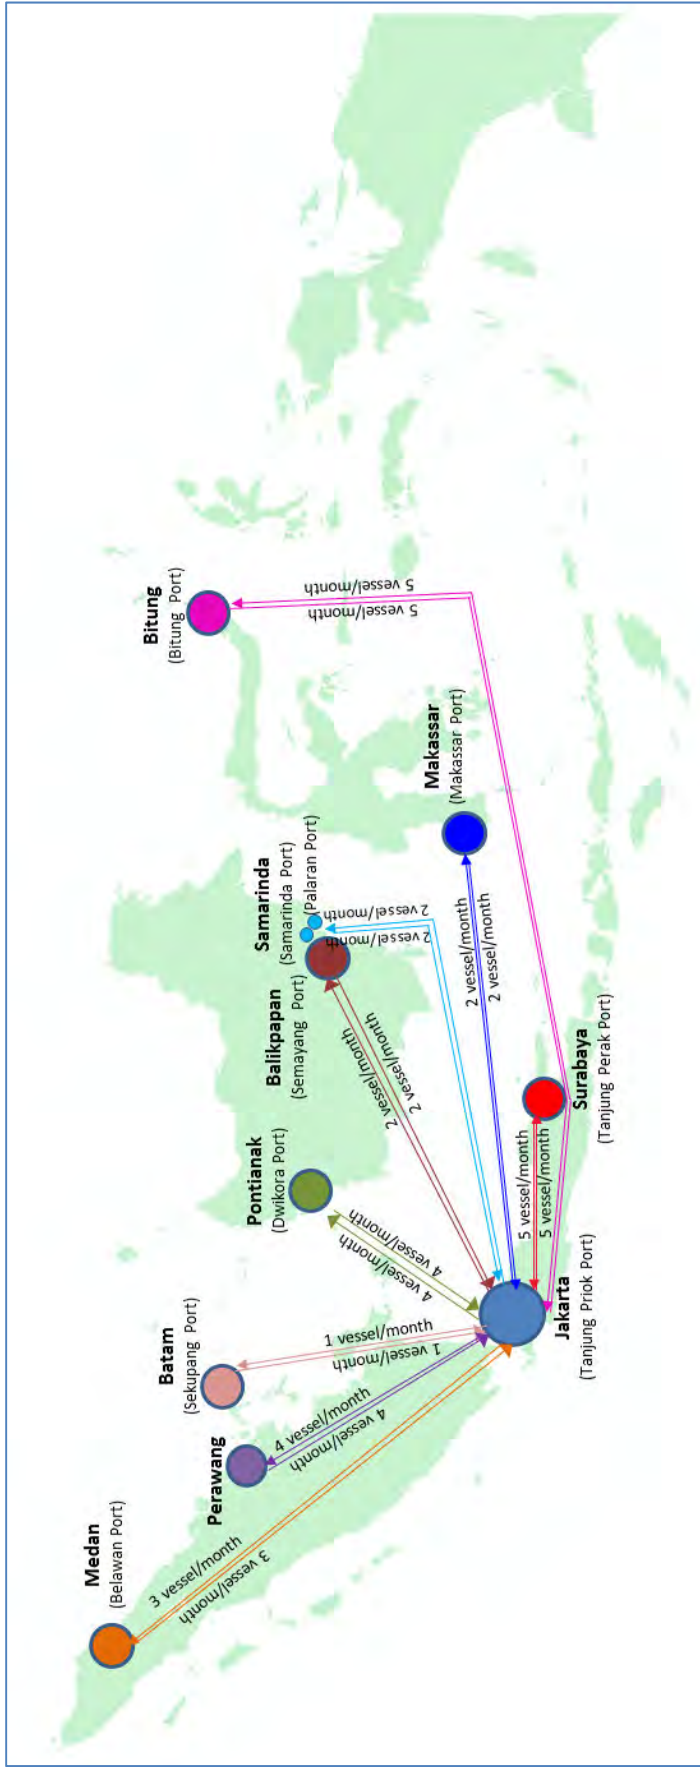 Medan
(Belawan Port)
3 vessel/month
3 vessel/month
Perawang
4 vessel/month
4 vessel/month
Batam
(Sekupang Port)
1 vessel/month
1 vessel/month
Pontianak
(Dwikora Port)
4 vessel/month
4 vessel/month
Balikpapan
(Semayang Port)
2 vessel/month
2 vessel/month
Samarinda
(Samarinda Port)
(Palaran Port)
2 vessel/month
2 vessel/month
Bitung
(Bitung Port)
5 vessel/month
5 vessel/month
Makassar
(Makassar Port)
2 vessel/month
2 vessel/month
5 vessel/month
5 vessel/month
Surabaya
(Tanjung Perak Port)
Jakarta
(Tanjung Priok Port)